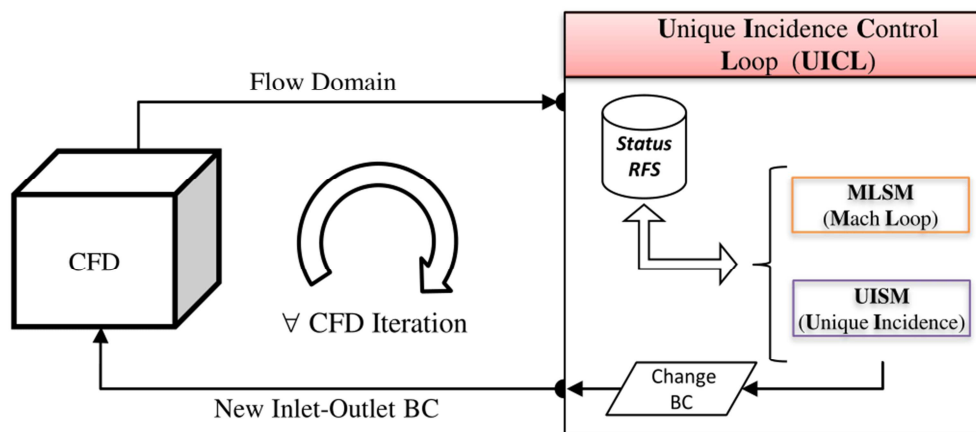 Unique Incidence Control
Loop (UICL)
Flow Domain
Status
RFS
MLSM
(Mach Loop)
CFD
UISM
(Unique Incidence)
∀ CFD Iteration
Change
BC
New Inlet-Outlet BC